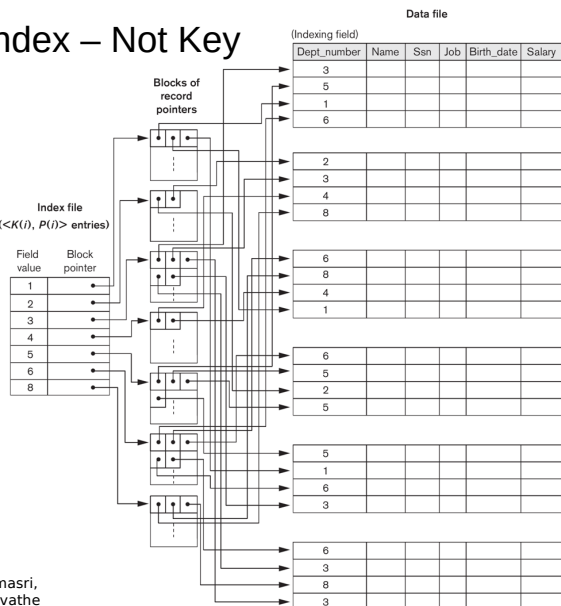 ndex – Not Key
Data file
(Indexing field)
Dept_number Name Ssn Job Birth_date Salary
3
5
1
6
2
3
4
8
6
8
4
1
6
5
2
5
5
1
6
3
6
3
8
3
Blocks of
record
pointers
Index file
(<K(i), P(i)> entries)
Field
value
Block
pointer
1
2
3
4
5
6
8
masri,
vathe